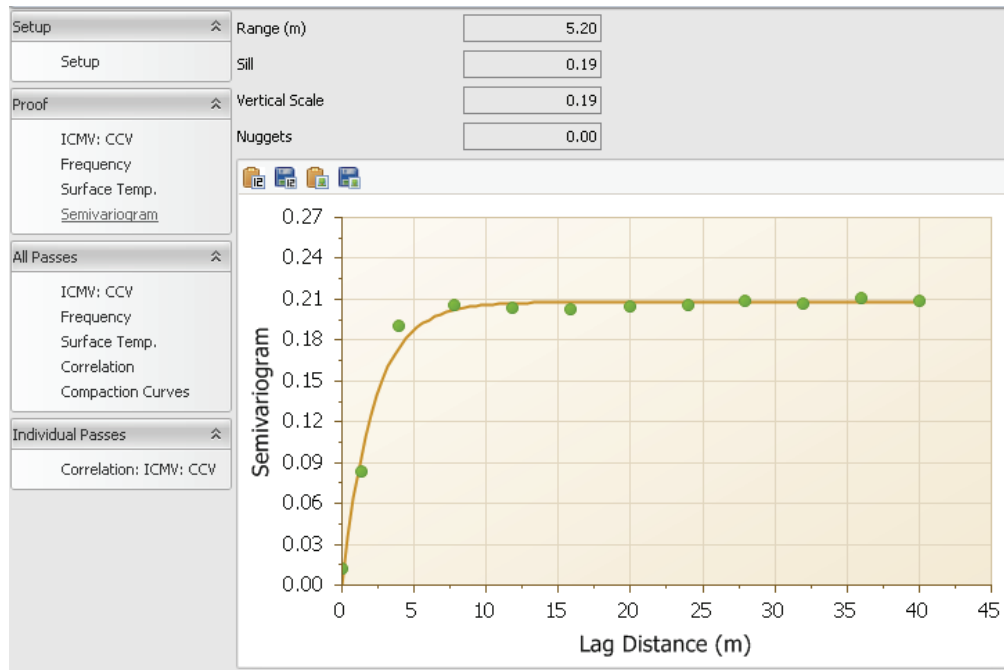 Setup
Setup
Proof
ICMV: CCV
Frequency
Surface Temp.
Semivariogram
All Passes
ICMV: CCV
Frequency
Surface Temp.
Correlation
Compaction Curves
Individual Passes
Correlation: ICMV: CCV
Range (m) 5.20
Sill 0.19
Vertical Scale 0.19
Nuggets 0.00
12 12
Semivariogram
0.27
0.24
0.21
0.18
0.15
0.12
0.09
0.06
0.03
0.00
0 5 10 15 20 25 30 35 40 45
Lag Distance (m)